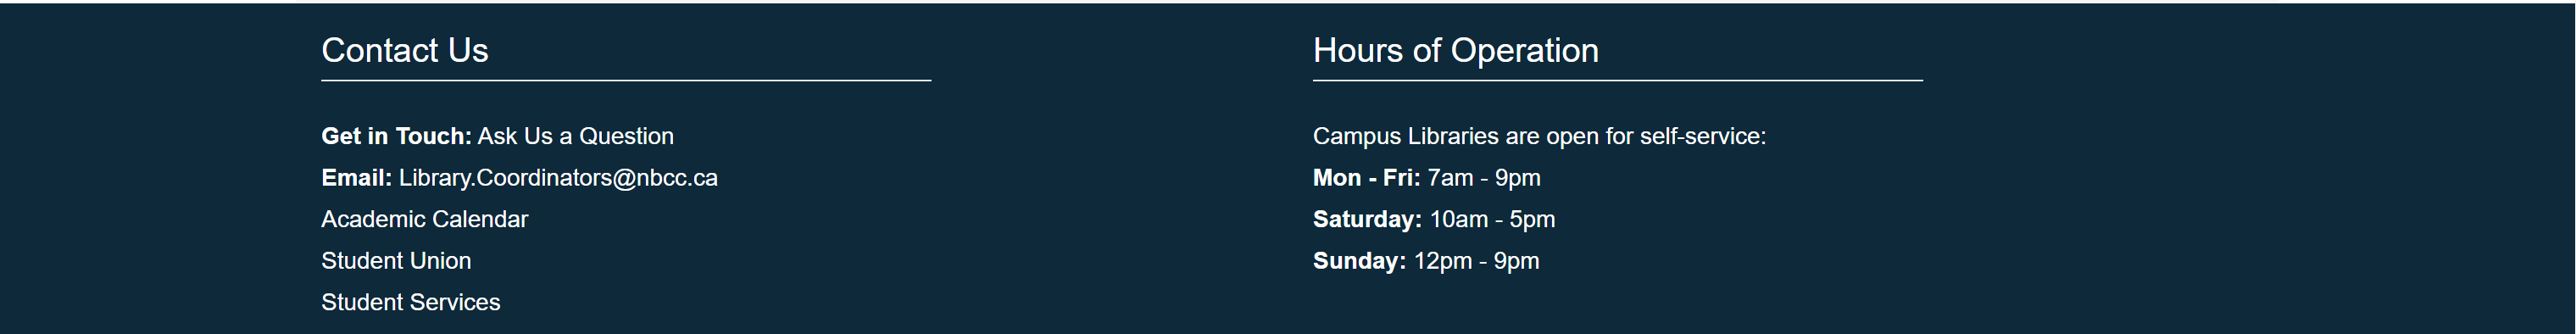 Contact Us
Get in Touch: Ask Us a Question
Email: Library.Coordinators@nbcc.ca
Academic Calendar
Student Union
Student Services
Hours of Operation
Campus Libraries are open for self-service:
Mon - Fri: 7am - 9pm
Saturday: 10am - 5pm
Sunday: 12pm - 9pm